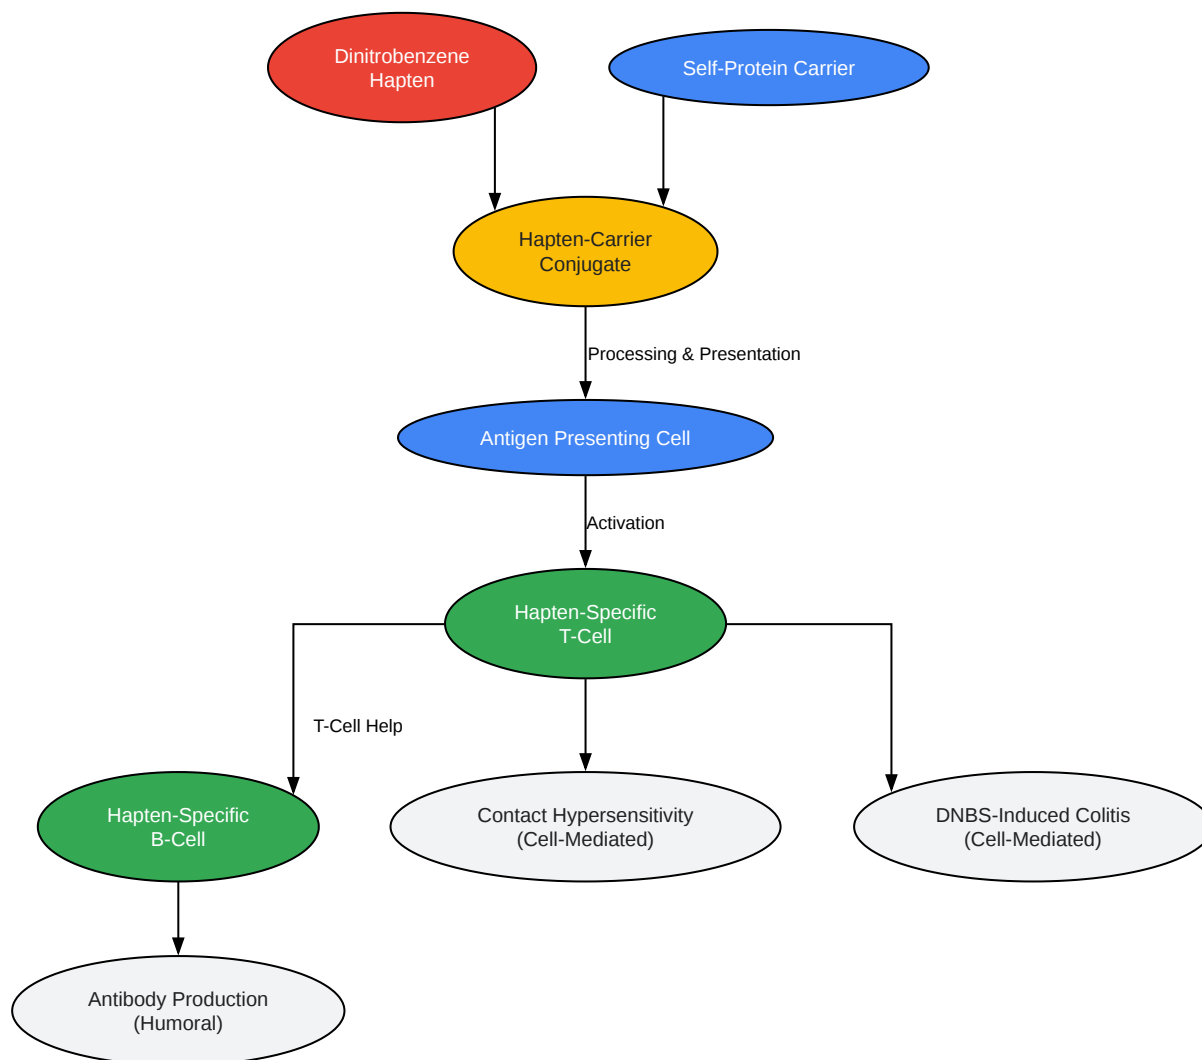 Dinitrobenzene
Hapten
Self-Protein Carrier
Hapten-Carrier
Conjugate
Processing & Presentation
Antigen Presenting Cell
Activation
Hapten-Specific
T-Cell
T-Cell Help
Hapten-Specific
B-Cell
Contact Hypersensitivity
(Cell-Mediated)
DNBS-Induced Colitis
(Cell-Mediated)
Antibody Production
(Humoral)